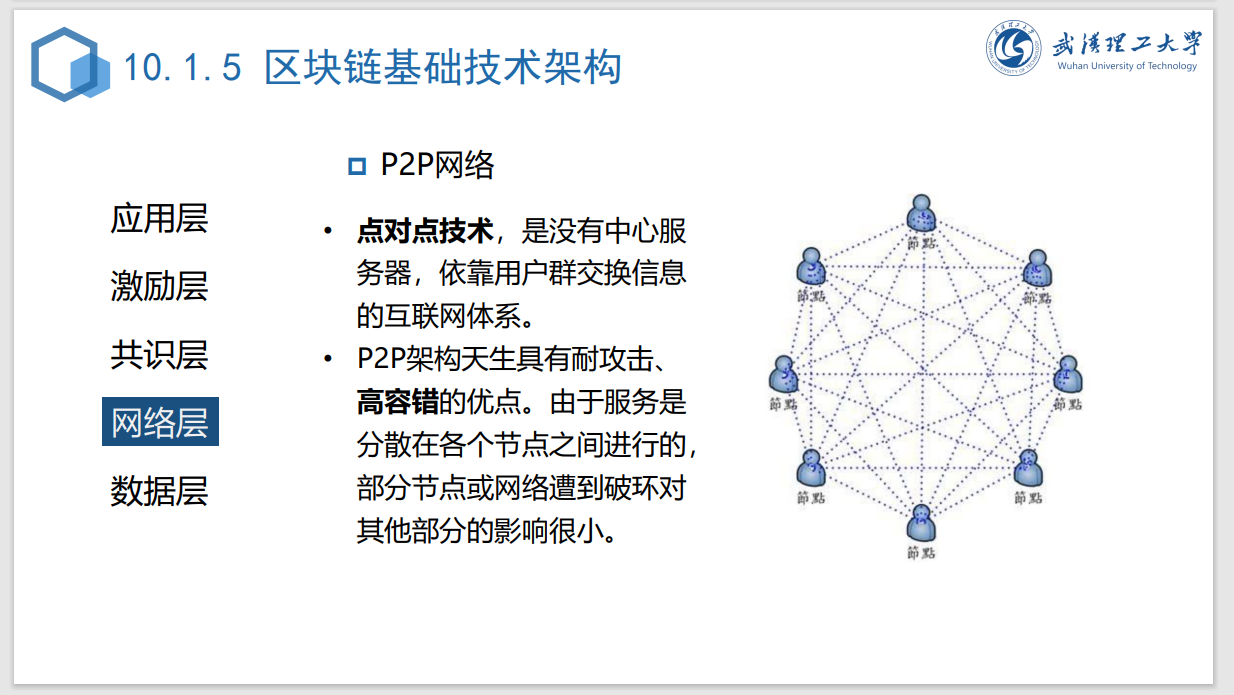 10.1.5 区块链基础技术架构
武汉理工大学
Wuhan University of Technology
P2P网络
应用层
激励层
共识层
网络层
数据层
• 点对点技术，是没有中心服
务器，依靠用户群交换信息
的互联网体系。
• P2P架构天生具有耐攻击、
高容错的优点。由于服务是
分散在各个节点之间进行的，
部分节点或网络遭到破环对
其他部分的影响很小。
節點
節點
節點
節點
節點
節點
節點
節點